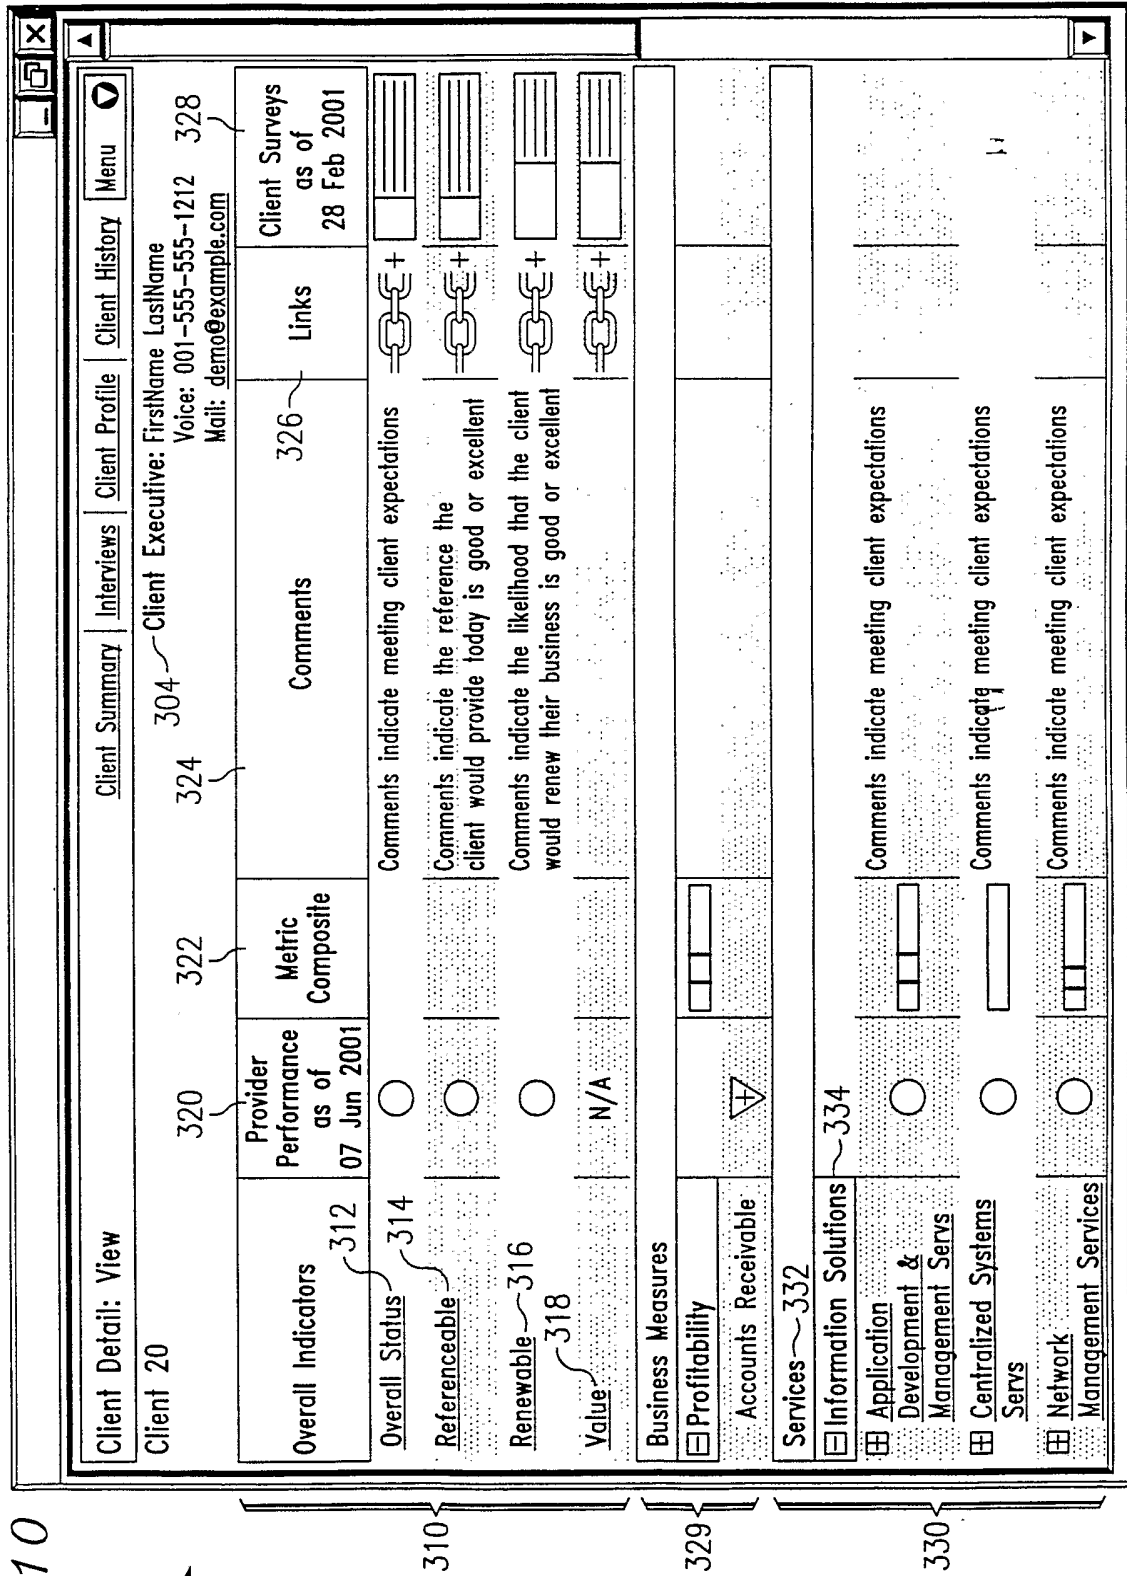 10
Client Detail: View
Client Summary | Interviews | Client Profile | Client History | Menu
Client 20
304 Client Executive: FirstName LastName
Voice: 001-555-555-1212
Mail: demo@example.com
320 322 324 326 328
Overall Indicators
Provider Performance as of 07 Jun 2001
Metric Composite
Comments
Links
Client Surveys as of 28 Feb 2001
310
Overall Status 312
Comments indicate meeting client expectations
+
Referenceable 314
Comments indicate the reference the
client would provide today is good or excellent
+
Renewable 316
Comments indicate the likelihood that the client
would renew their business is good or excellent
+
Value 318
N/A
+
329
Business Measures
Profitability
Accounts Receivable
+
330
Services 332
Information Solutions 334
Application
Development &
Management Servs
Comments indicate meeting client expectations
Centralized Systems
Servs
Comments indicate meeting client expectations
Network
Management Services
Comments indicate meeting client expectations